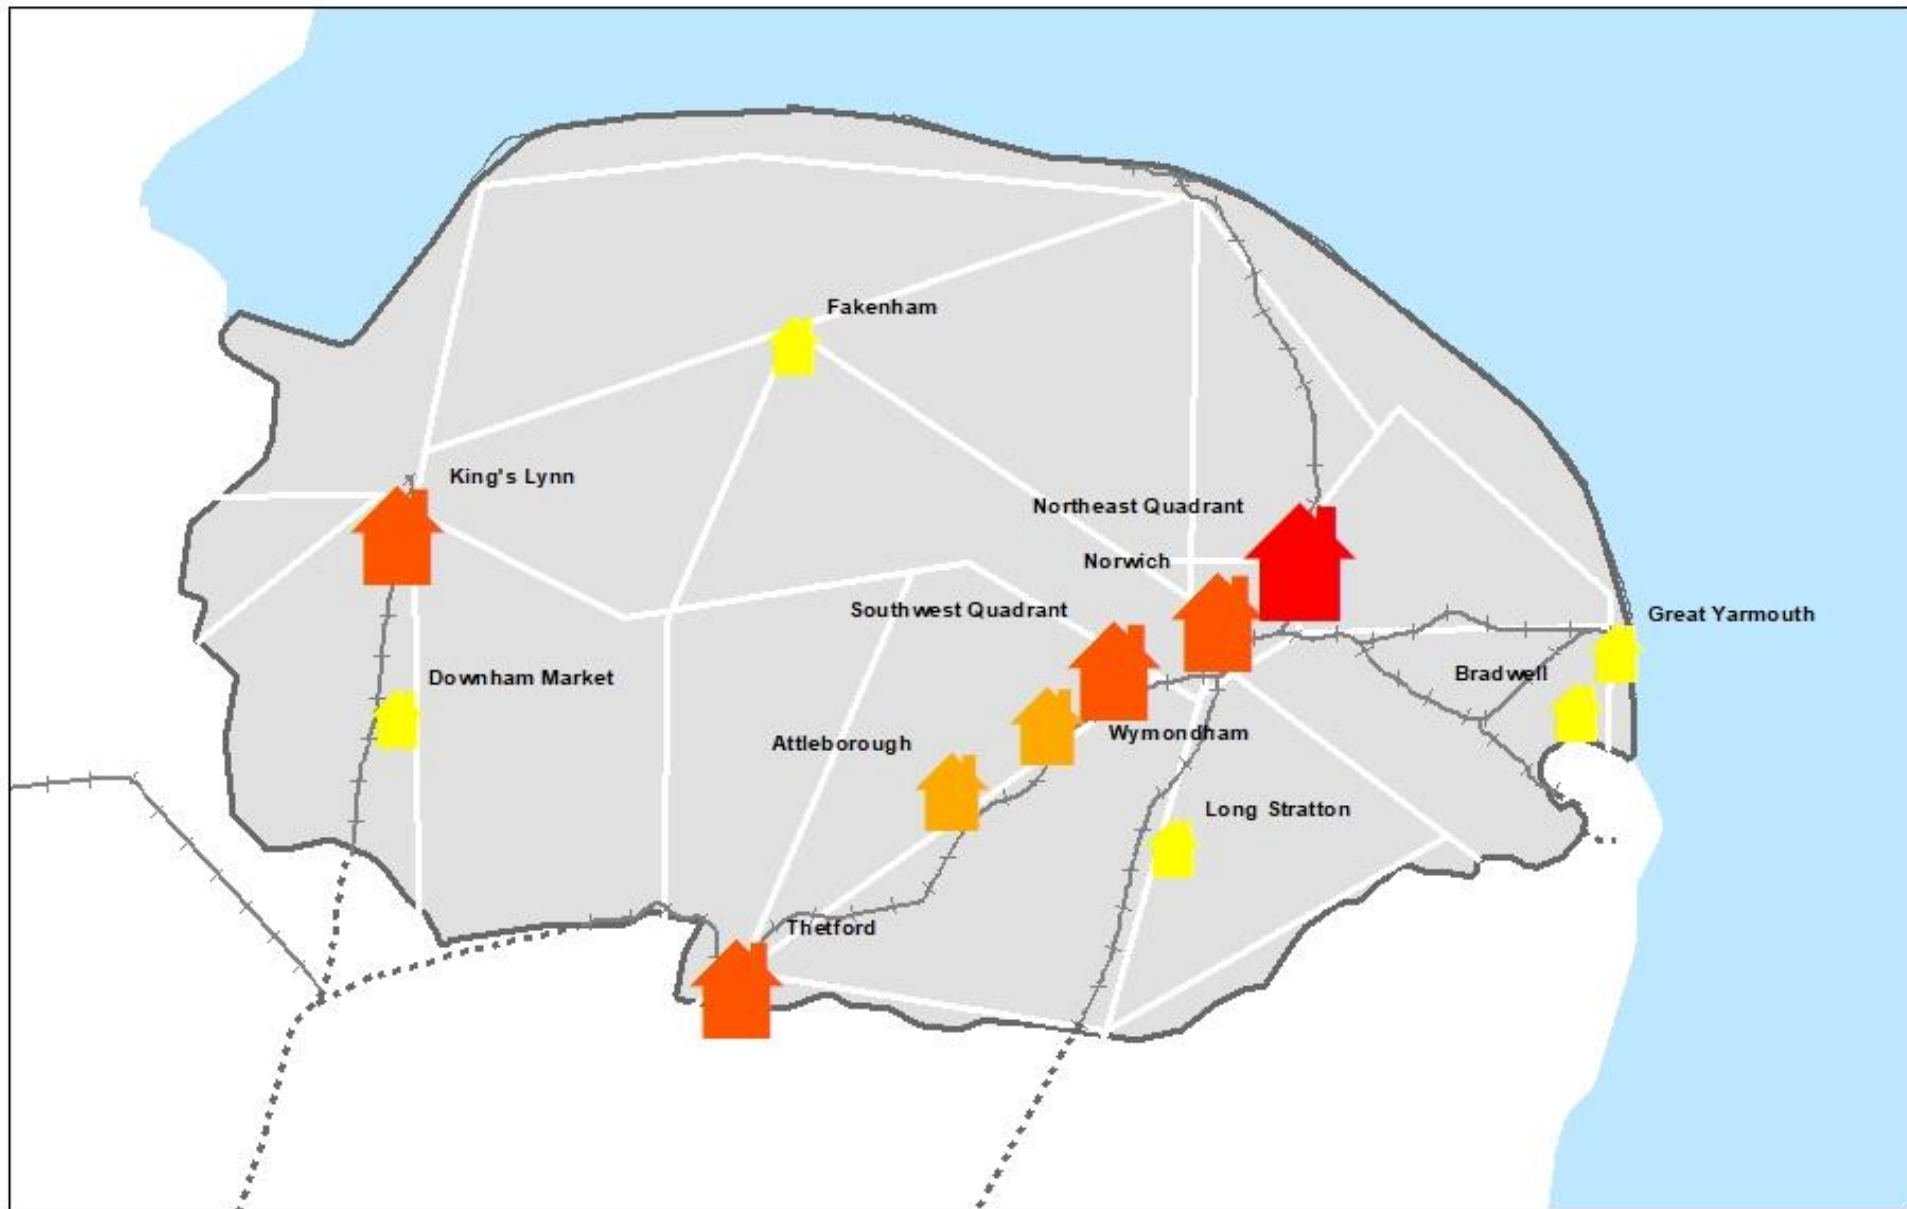 Fakenham
King's Lynn
Northeast Quadrant
Norwich
Southwest Quadrant
Great Yarmouth
Bradwell
Downham Market
Wymondham
Attleborough
Long Stratton
Thetford